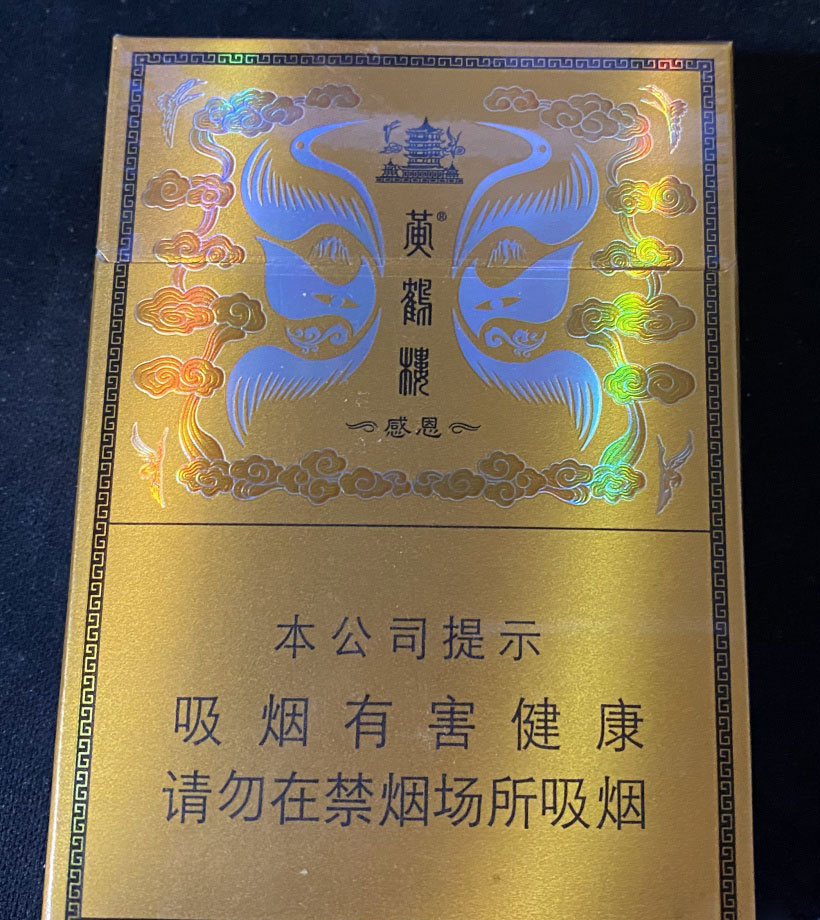 黄鹤楼®
感恩
本公司提示
吸烟有害健康
请勿在禁烟场所吸烟